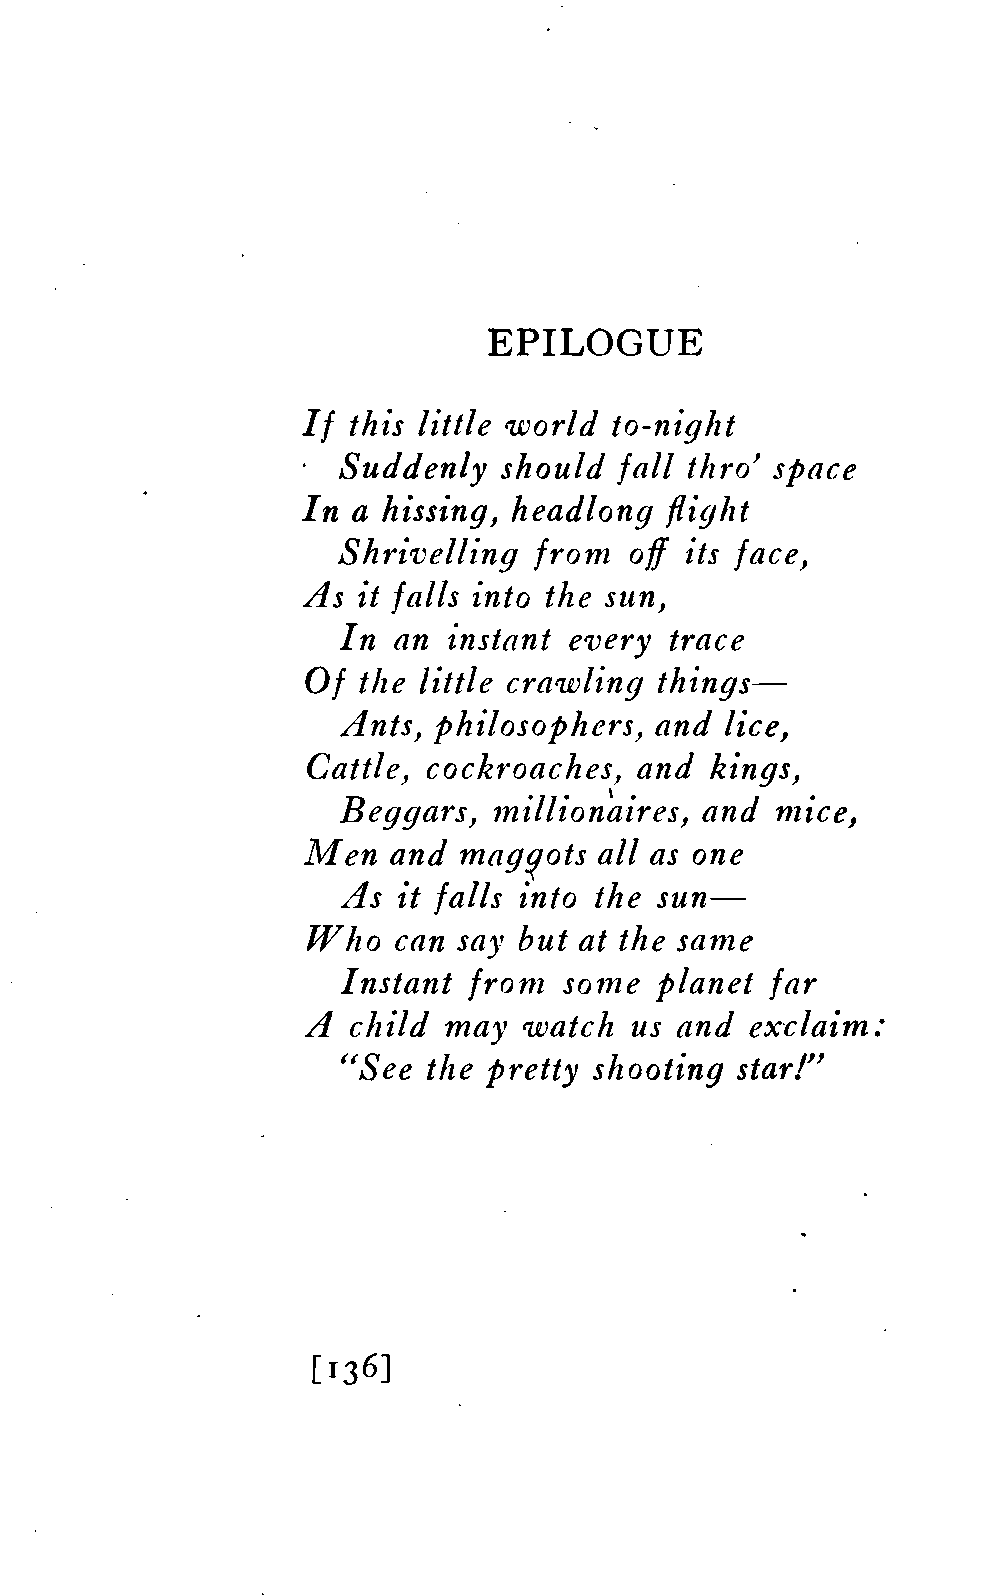 EPILOGUE
If this little world to-night
Suddenly should fall thro' space
In a hissing, headlong flight
Shrivelling from off its face,
As it falls into the sun,
In an instant every trace
Of the little crawling things—
Ants, philosophers, and lice,
Cattle, cockroaches, and kings,
Beggars, millionaires, and mice,
Men and maggots all as one
As it falls into the sun—
Who can say but at the same
Instant from some planet far
A child may watch us and exclaim:
“See the pretty shooting star!”
[136]